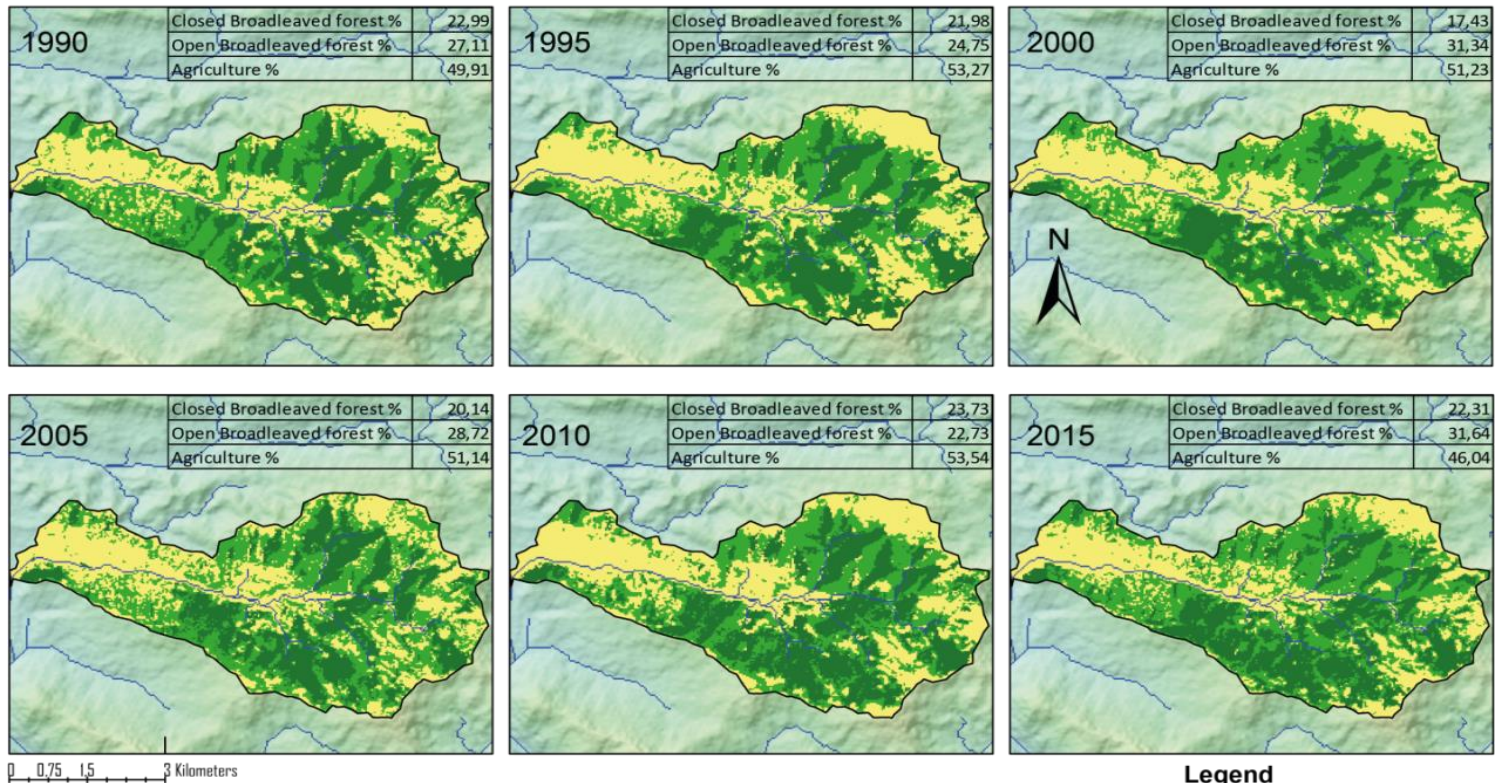 1990
Closed Broadleaved forest % 22,99
Open Broadleaved forest % 27,11
Agriculture % 49,91
1995
Closed Broadleaved forest % 21,98
Open Broadleaved forest % 24,75
Agriculture % 53,27
2000
Closed Broadleaved forest % 17,43
Open Broadleaved forest % 31,34
Agriculture % 51,23
N
2005
Closed Broadleaved forest % 20,14
Open Broadleaved forest % 28,72
Agriculture % 51,14
2010
Closed Broadleaved forest % 23,73
Open Broadleaved forest % 22,73
Agriculture % 53,54
2015
Closed Broadleaved forest % 22,31
Open Broadleaved forest % 31,64
Agriculture % 46,04
0 0.75 1.5 3 Kilometers
Legend